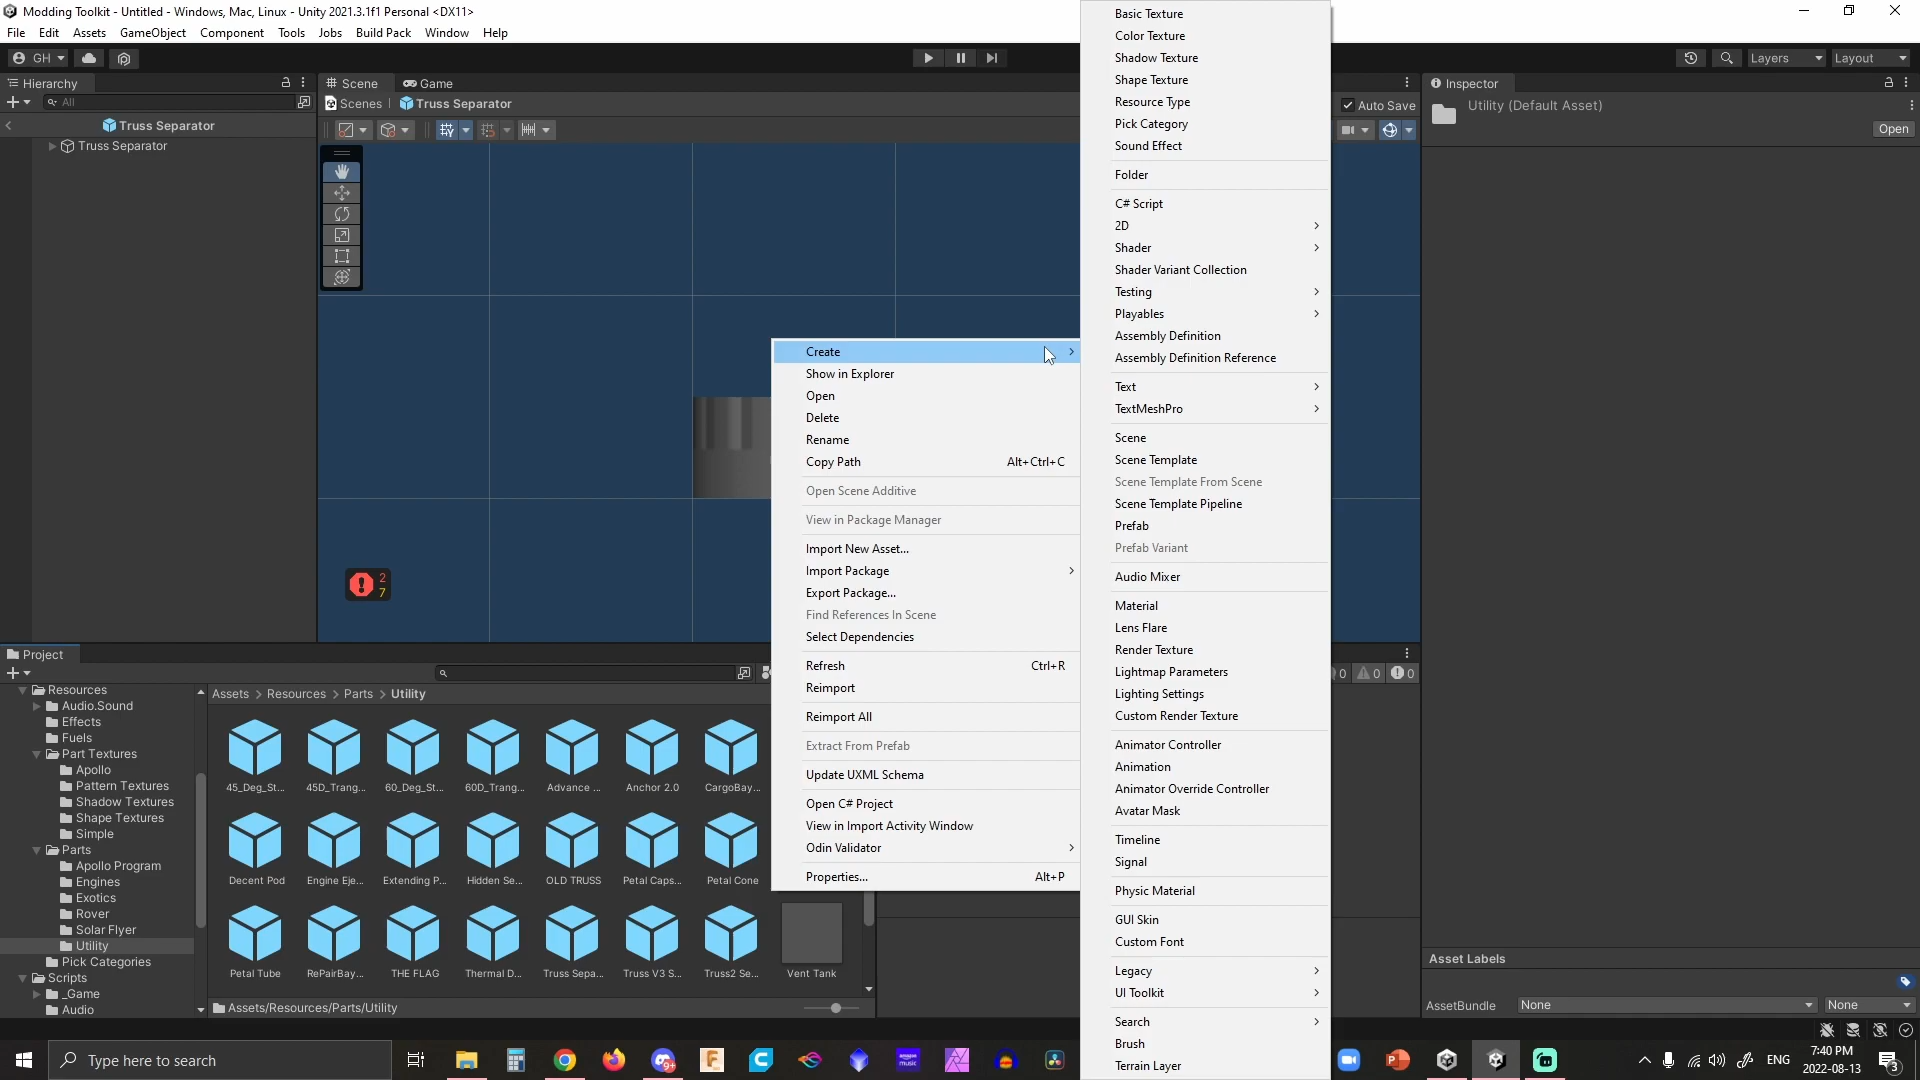 Modding Toolkit - Untitled - Windows, Mac, Linux - Unity 2021.3.1f1 Personal <DX11>
File Edit Assets GameObject Component Tools Jobs Build Pack Window Help
GH
Layers
Layout
Hierarchy
All
Truss Separator
Truss Separator
Scene
Game
Scenes
Truss Separator
Auto Save
2
7
Create
Show in Explorer
Open
Delete
Rename
Copy Path Alt+Ctrl+C
Open Scene Additive
View in Package Manager
Import New Asset...
Import Package
Export Package...
Find References In Scene
Select Dependencies
Refresh Ctrl+R
Reimport
Reimport All
Extract From Prefab
Update UXML Schema
Open C# Project
View in Import Activity Window
Odin Validator
Properties... Alt+P
Basic Texture
Color Texture
Shadow Texture
Shape Texture
Resource Type
Pick Category
Sound Effect
Folder
C# Script
2D
Shader
Shader Variant Collection
Testing
Playables
Assembly Definition
Assembly Definition Reference
Text
TextMeshPro
Scene
Scene Template
Scene Template From Scene
Scene Template Pipeline
Prefab
Prefab Variant
Audio Mixer
Material
Lens Flare
Render Texture
Lightmap Parameters
Lighting Settings
Custom Render Texture
Animator Controller
Animation
Animator Override Controller
Avatar Mask
Timeline
Signal
Physic Material
GUI Skin
Custom Font
Legacy
UI Toolkit
Search
Brush
Terrain Layer
Inspector
Utility (Default Asset)
Open
Asset Labels
AssetBundle None None
Project
0 0 0
Resources
Audio.Sound
Effects
Fuels
Part Textures
Apollo
Pattern Textures
Shadow Textures
Shape Textures
Simple
Parts
Apollo Program
Engines
Exotics
Rover
Solar Flyer
Utility
Pick Categories
Scripts
_Game
Audio
Assets > Resources > Parts > Utility
45_Deg_St... 45D_Trang... 60_Deg_St... 60D_Trang... Advance ... Anchor 2.0 CargoBay...
Decent Pod Engine Eje... Extending P... Hidden Se... OLD TRUSS Petal Caps... Petal Cone
Petal Tube RePairBay... THE FLAG Thermal D... Truss Sepa... Truss V3 S... Truss2 Se... Vent Tank
Assets/Resources/Parts/Utility
Type here to search
9+
amazon music
ENG
7:40 PM
2022-08-13
3